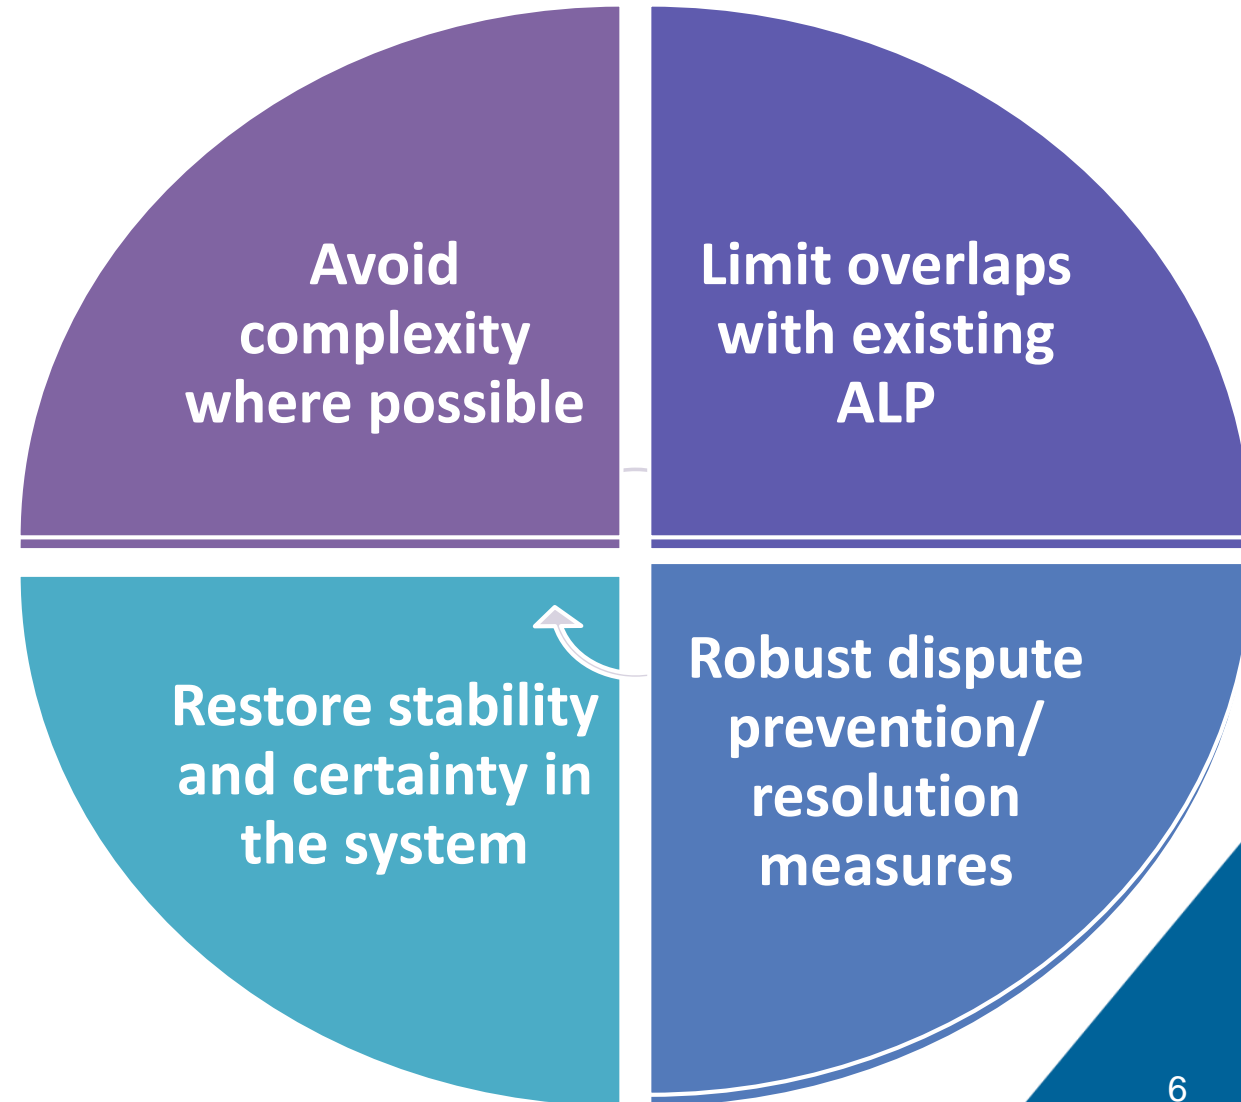 Avoid
complexity
where possible
Limit overlaps
with existing
ALP
Restore stability
and certainty in
the system
Robust dispute
prevention/
resolution
measures
6